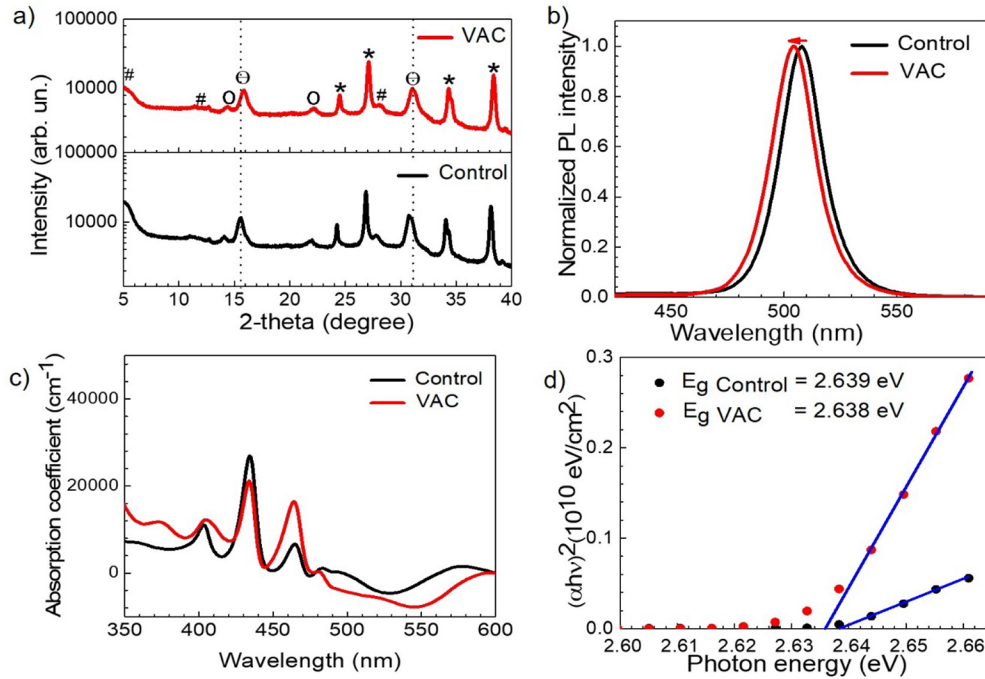 a)
100000
10000
100000
10000
Intensity (arb. un.)
VAC
# # o ɵ o * * # ɵ * *
Control
5 10 15 20 25 30 35 40
2-theta (degree)
b)
1.0
0.8
0.6
0.4
0.2
0.0
Normalized PL intensity
Control
VAC
450 500 550
Wavelength (nm)
c)
40000
20000
0
Absorption coefficient (cm⁻¹)
Control
VAC
350 400 450 500 550 600
Wavelength (nm)
d)
0.3
0.2
0.1
0.0
(αhν)2(10¹⁰ eV/cm2)
Eg Control = 2.639 eV
Eg VAC = 2.638 eV
2.60 2.61 2.62 2.63 2.64 2.65 2.66
Photon energy (eV)